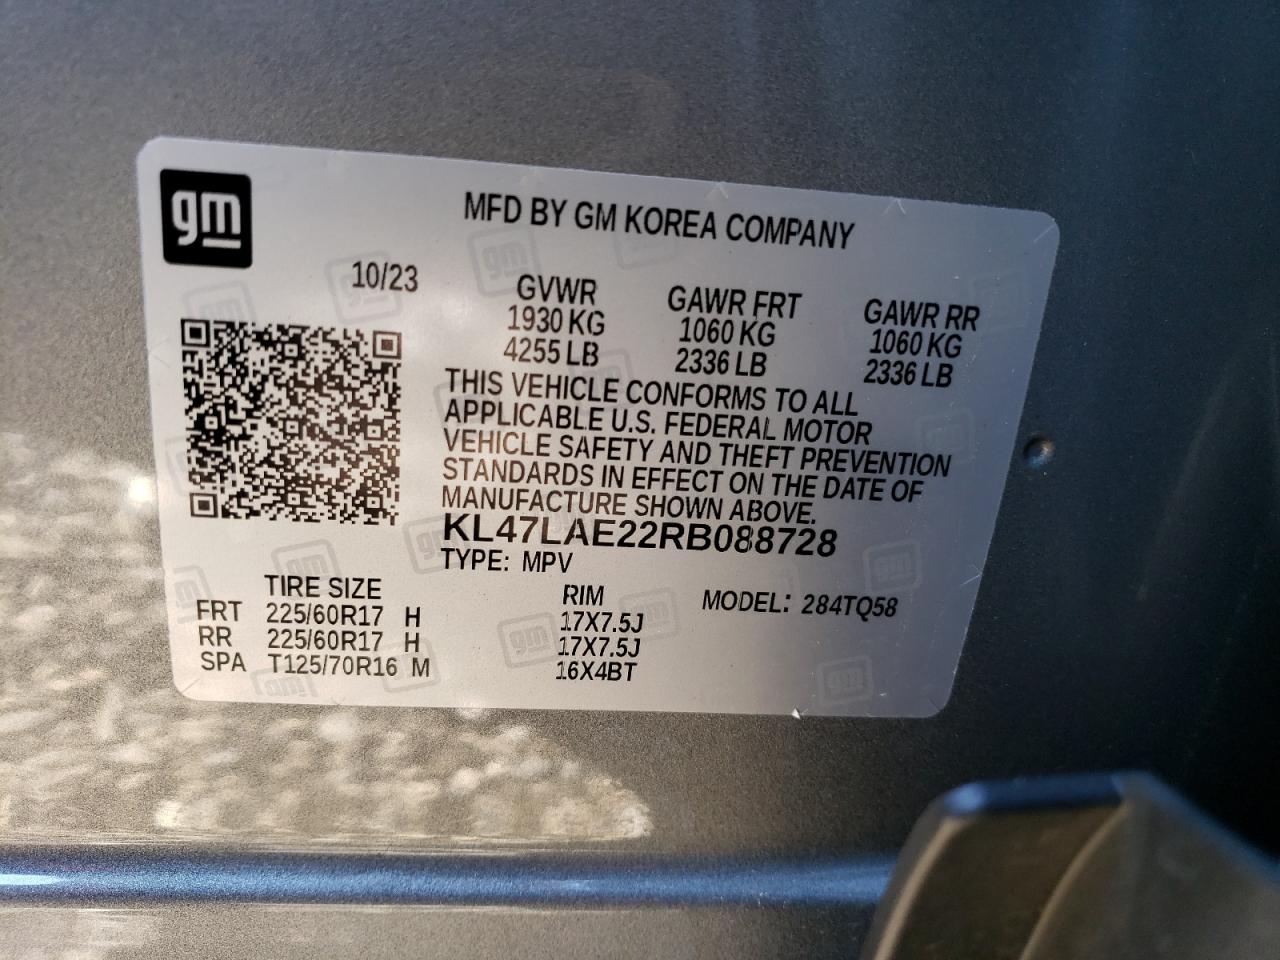 gm
MFD BY GM KOREA COMPANY
10/23
GVWR GAWR FRT GAWR RR
1930 KG 1060 KG 1060 KG
4255 LB 2336 LB 2336 LB
THIS VEHICLE CONFORMS TO ALL
APPLICABLE U.S. FEDERAL MOTOR
VEHICLE SAFETY AND THEFT PREVENTION
STANDARDS IN EFFECT ON THE DATE OF
MANUFACTURE SHOWN ABOVE.
KL47LAE22RB088728
TYPE: MPV
TIRE SIZE RIM MODEL: 284TQ58
FRT 225/60R17 H 17X7.5J
RR 225/60R17 H 17X7.5J
SPA T125/70R16 M 16X4BT